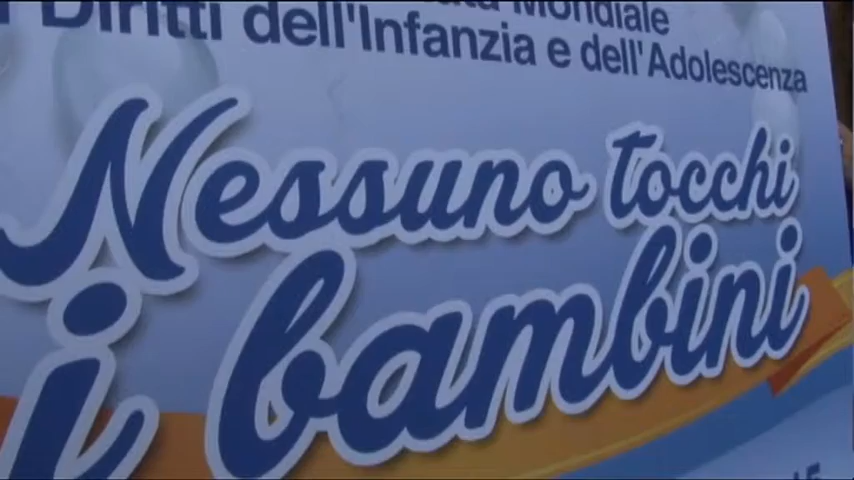 Mondiale
Diritti dell'Infanzia e dell'Adolescenza
Nessuno tocchi
i bambini